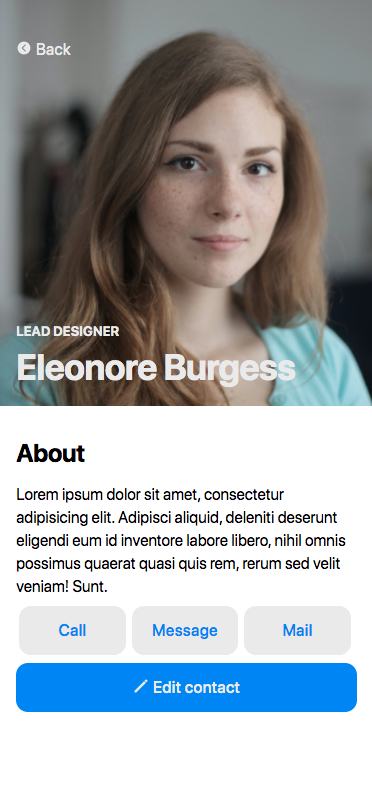 Back
LEAD DESIGNER
Eleonore Burgess
About
Lorem ipsum dolor sit amet, consectetur
adipisicing elit. Adipisci aliquid, deleniti deserunt
eligendi eum id inventore labore libero, nihil omnis
possimus quaerat quasi quis rem, rerum sed velit
veniam! Sunt.
Call Message Mail
Edit contact